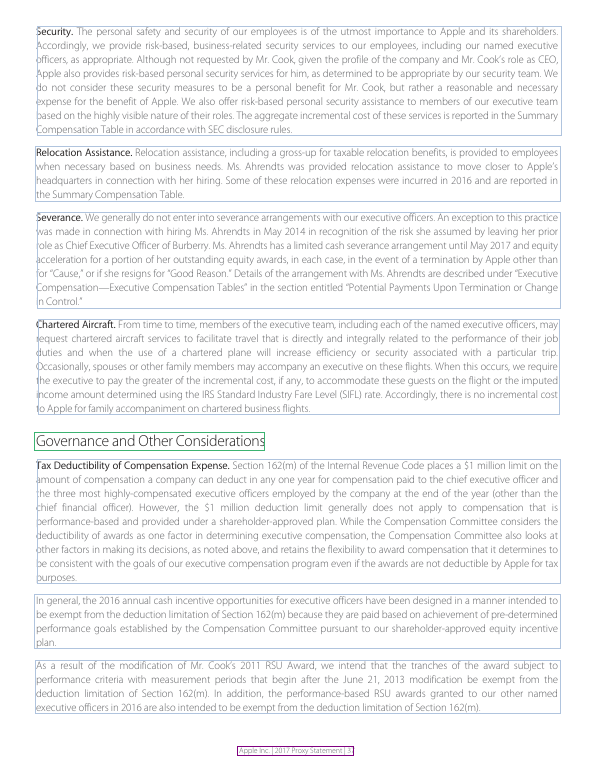 Security. The personal safety and security of our employees is of the utmost importance to Apple and its shareholders.
Accordingly, we provide risk-based, business-related security services to our employees, including our named executive
officers, as appropriate. Although not requested by Mr. Cook, given the profile of the company and Mr. Cook’s role as CEO,
Apple also provides risk-based personal security services for him, as determined to be appropriate by our security team. We
do not consider these security measures to be a personal benefit for Mr. Cook, but rather a reasonable and necessary
expense for the benefit of Apple. We also offer risk-based personal security assistance to members of our executive team
based on the highly visible nature of their roles. The aggregate incremental cost of these services is reported in the Summary
Compensation Table in accordance with SEC disclosure rules.
Relocation Assistance. Relocation assistance, including a gross-up for taxable relocation benefits, is provided to employees
when necessary based on business needs. Ms. Ahrendts was provided relocation assistance to move closer to Apple’s
headquarters in connection with her hiring. Some of these relocation expenses were incurred in 2016 and are reported in
the Summary Compensation Table.
Severance. We generally do not enter into severance arrangements with our executive officers. An exception to this practice
was made in connection with hiring Ms. Ahrendts in May 2014 in recognition of the risk she assumed by leaving her prior
role as Chief Executive Officer of Burberry. Ms. Ahrendts has a limited cash severance arrangement until May 2017 and equity
acceleration for a portion of her outstanding equity awards, in each case, in the event of a termination by Apple other than
for “Cause,” or if she resigns for “Good Reason.” Details of the arrangement with Ms. Ahrendts are described under “Executive
Compensation—Executive Compensation Tables” in the section entitled “Potential Payments Upon Termination or Change
in Control.”
Chartered Aircraft. From time to time, members of the executive team, including each of the named executive officers, may
request chartered aircraft services to facilitate travel that is directly and integrally related to the performance of their job
duties and when the use of a chartered plane will increase efficiency or security associated with a particular trip.
Occasionally, spouses or other family members may accompany an executive on these flights. When this occurs, we require
the executive to pay the greater of the incremental cost, if any, to accommodate these guests on the flight or the imputed
income amount determined using the IRS Standard Industry Fare Level (SIFL) rate. Accordingly, there is no incremental cost
to Apple for family accompaniment on chartered business flights.
Governance and Other Considerations
Tax Deductibility of Compensation Expense. Section 162(m) of the Internal Revenue Code places a $1 million limit on the
amount of compensation a company can deduct in any one year for compensation paid to the chief executive officer and
the three most highly-compensated executive officers employed by the company at the end of the year (other than the
chief financial officer). However, the $1 million deduction limit generally does not apply to compensation that is
performance-based and provided under a shareholder-approved plan. While the Compensation Committee considers the
deductibility of awards as one factor in determining executive compensation, the Compensation Committee also looks at
other factors in making its decisions, as noted above, and retains the flexibility to award compensation that it determines to
be consistent with the goals of our executive compensation program even if the awards are not deductible by Apple for tax
purposes.
In general, the 2016 annual cash incentive opportunities for executive officers have been designed in a manner intended to
be exempt from the deduction limitation of Section 162(m) because they are paid based on achievement of pre-determined
performance goals established by the Compensation Committee pursuant to our shareholder-approved equity incentive
plan.
As a result of the modification of Mr. Cook’s 2011 RSU Award, we intend that the tranches of the award subject to
performance criteria with measurement periods that begin after the June 21, 2013 modification be exempt from the
deduction limitation of Section 162(m). In addition, the performance-based RSU awards granted to our other named
executive officers in 2016 are also intended to be exempt from the deduction limitation of Section 162(m).
Apple Inc. | 2017 Proxy Statement |